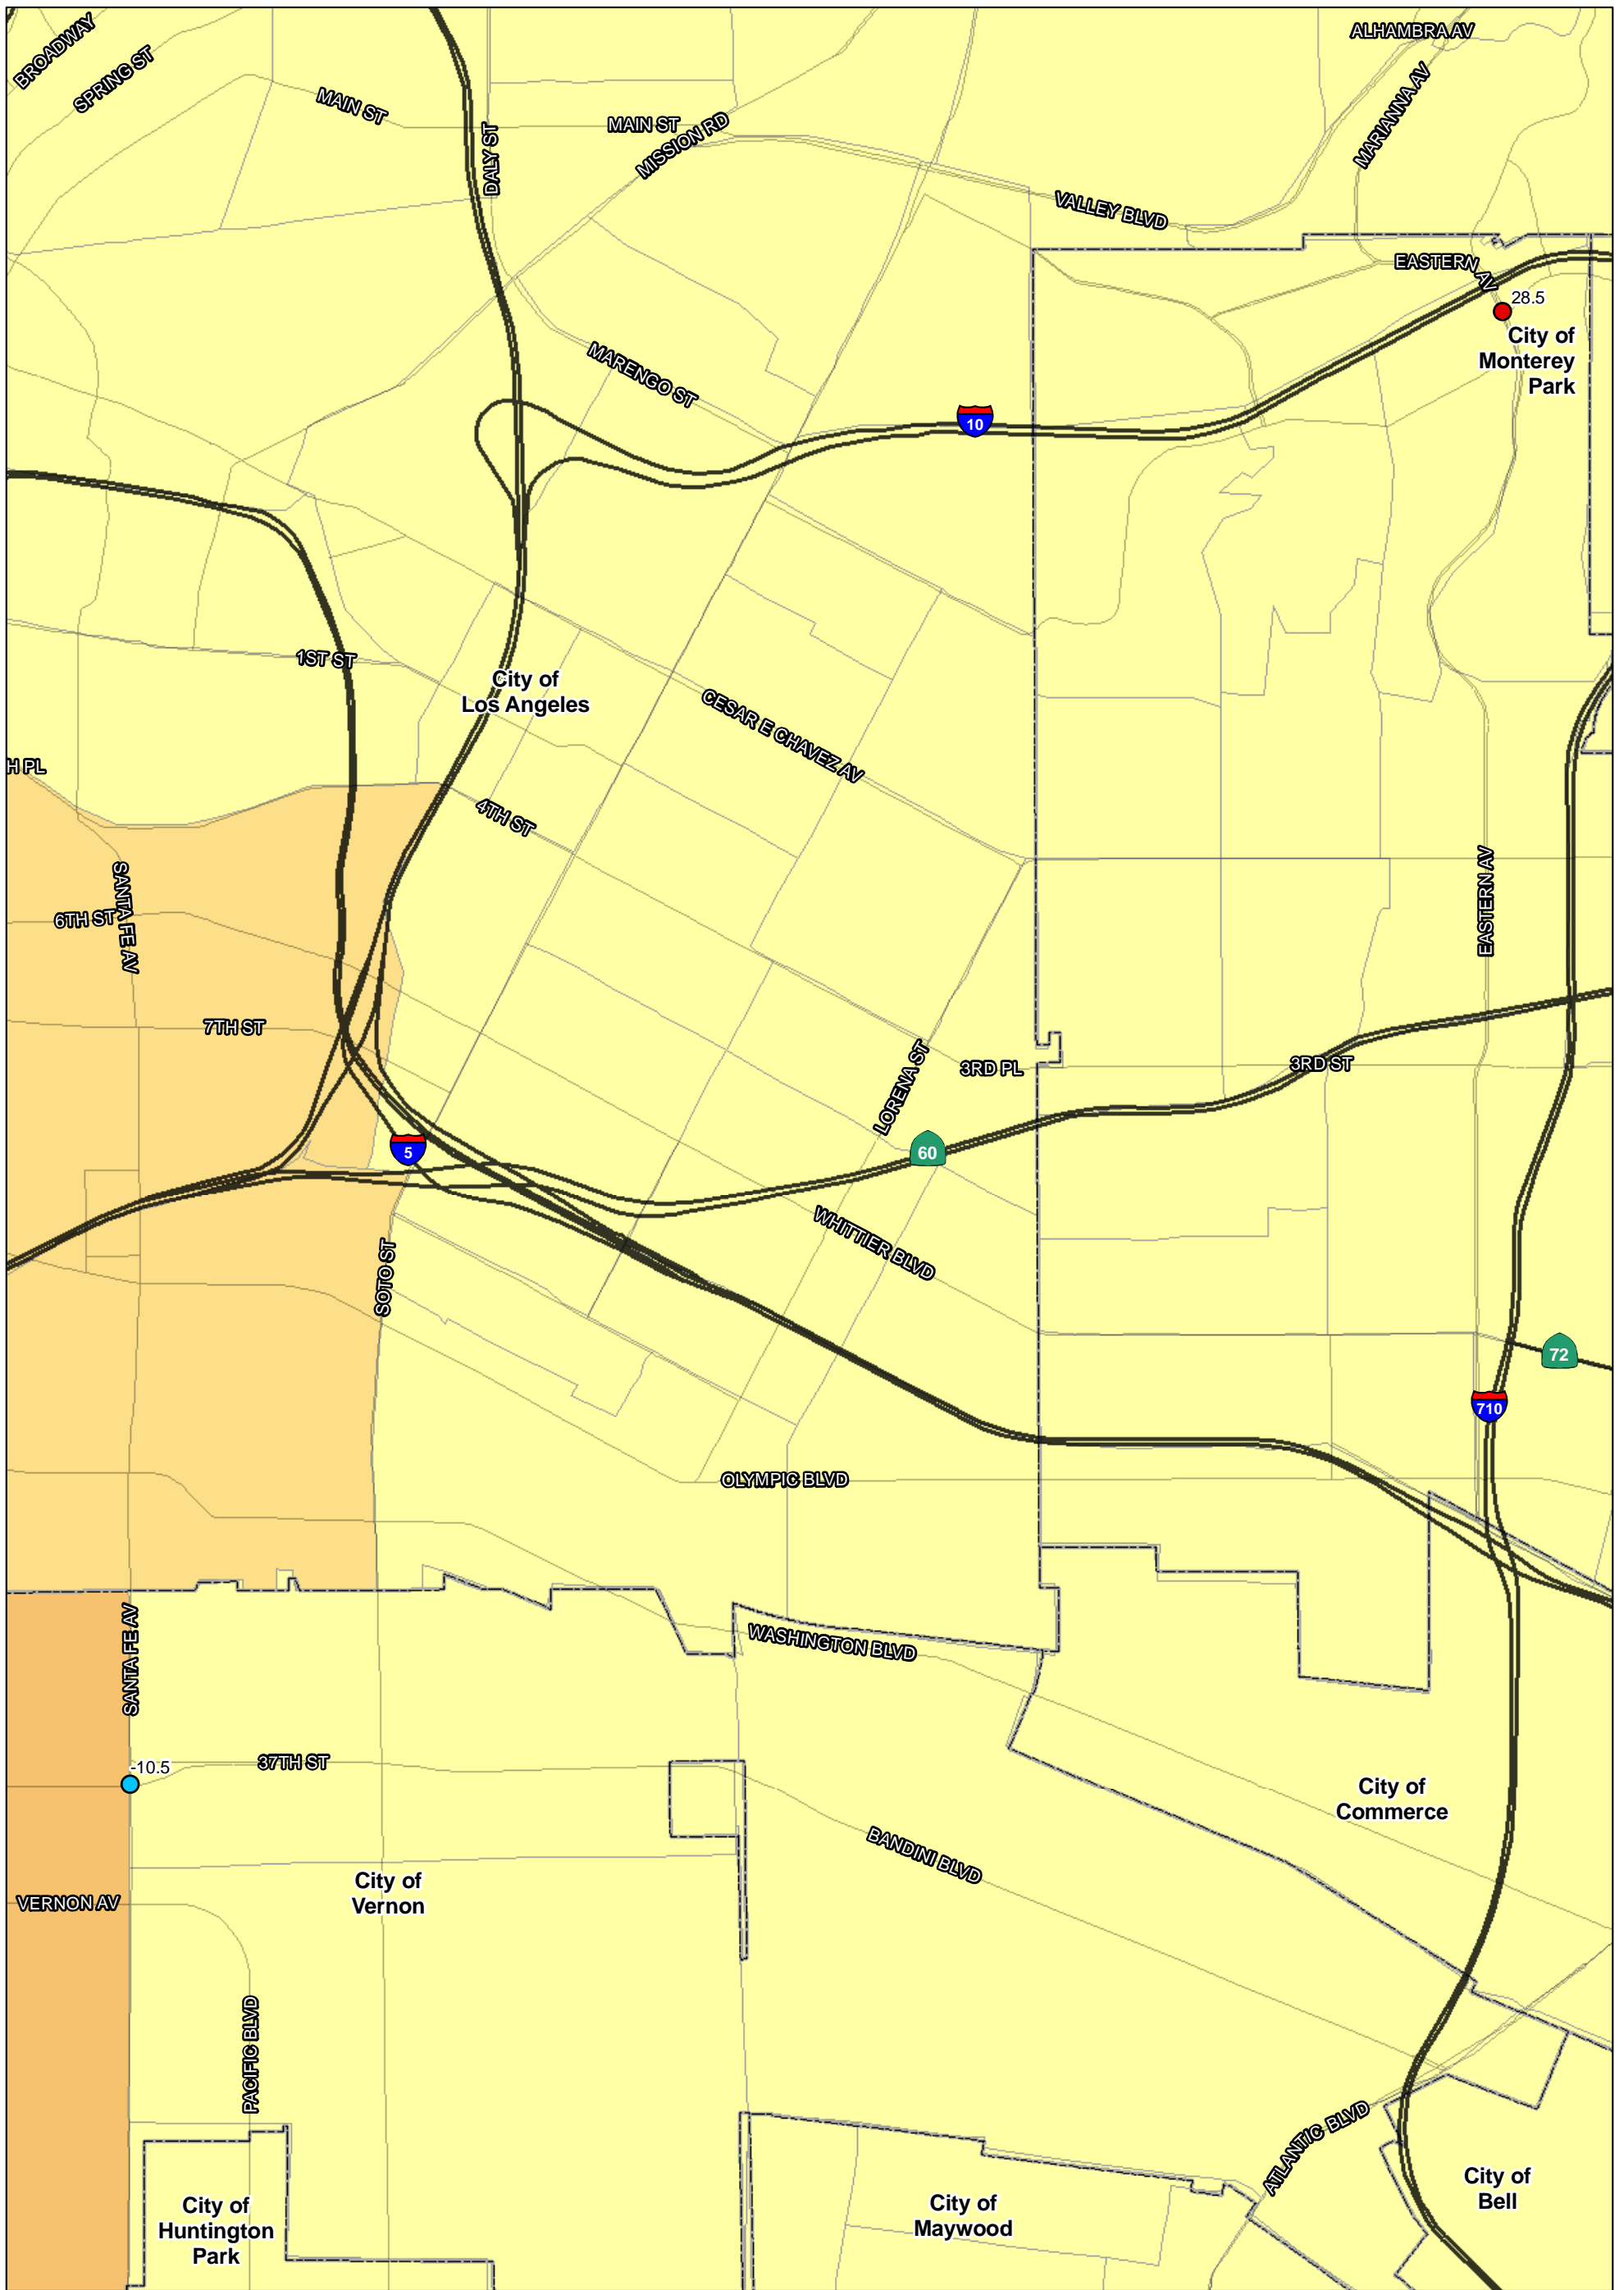 BROADWAY
SPRING ST
MAIN ST
DALY ST
MAIN ST
MISSION RD
ALHAMBRA AV
MARIANNA AV
VALLEY BLVD
EASTERN AV
28.5
City of
Monterey
Park
MARENGO ST
10
1ST ST
City of
Los Angeles
CESAR E CHAVEZ AV
H PL
4TH ST
SANTA FE AV
6TH ST
EASTERN AV
7TH ST
LORENA ST
3RD PL
3RD ST
5
60
WHITTIER BLVD
SOTO ST
72
710
OLYMPIC BLVD
SANTA FE AV
WASHINGTON BLVD
-10.5
37TH ST
City of
Commerce
BANDINI BLVD
City of
Vernon
VERNON AV
PACIFIC BLVD
ATLANTIC BLVD
City of
Huntington
Park
City of
Maywood
City of
Bell